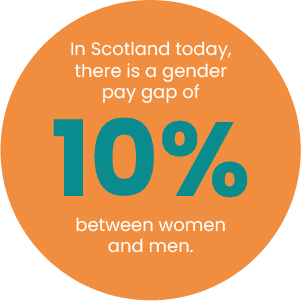 In Scotland today,
there is a gender
pay gap of
10%
between women
and men.